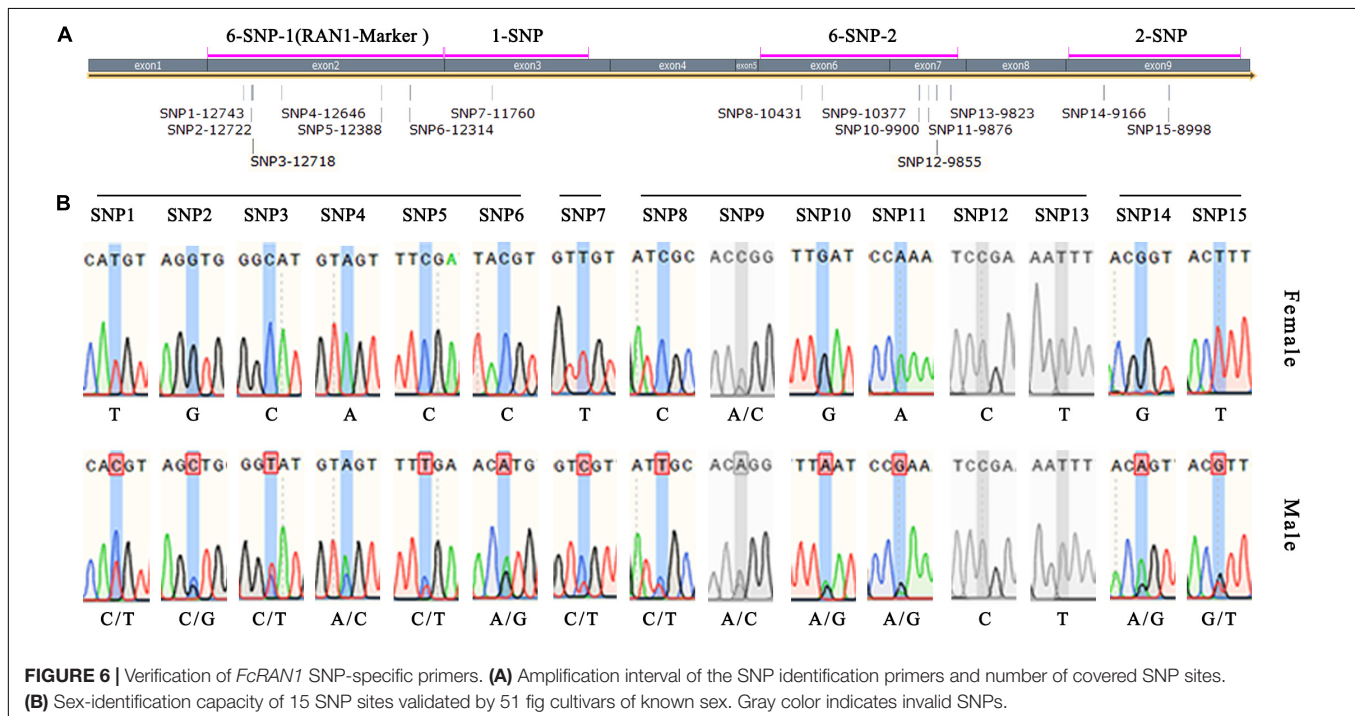 A
6-SNP-1(RAN1-Marker ) 1-SNP 6-SNP-2 2-SNP
exon1 exon2 exon3 exon4 exon5 exon6 exon7 exon8 exon9
SNP1-12743 SNP4-12646 SNP7-11760 SNP8-10431 SNP9-10377 SNP13-9823 SNP14-9166
SNP2-12722 SNP5-12388 SNP6-12314 SNP10-9900 SNP11-9876 SNP15-8998
SNP3-12718 SNP12-9855
B
SNP1 SNP2 SNP3 SNP4 SNP5 SNP6 SNP7 SNP8 SNP9 SNP10 SNP11 SNP12 SNP13 SNP14 SNP15
CATGT AGGTG GGCAT GTAGT TTCGA TACGT GTTGT ATCGC ACCGG TTGAT CCAAA TCCGA AATTT ACGGT ACTTT
Female
T G C A C C T C A/C G A C T G T
CACGT AGCTG GGTAT GTAGT TTTGA ACATG GTCGT ATTGC ACAGG TTAAT CCGAA TCCGA AATTT ACAGT ACGTT
Male
C/T C/G C/T A/C C/T A/G C/T C/T A/C A/G A/G C T A/G G/T
FIGURE 6 | Verification of FcRAN1 SNP-specific primers. (A) Amplification interval of the SNP identification primers and number of covered SNP sites.
(B) Sex-identification capacity of 15 SNP sites validated by 51 fig cultivars of known sex. Gray color indicates invalid SNPs.